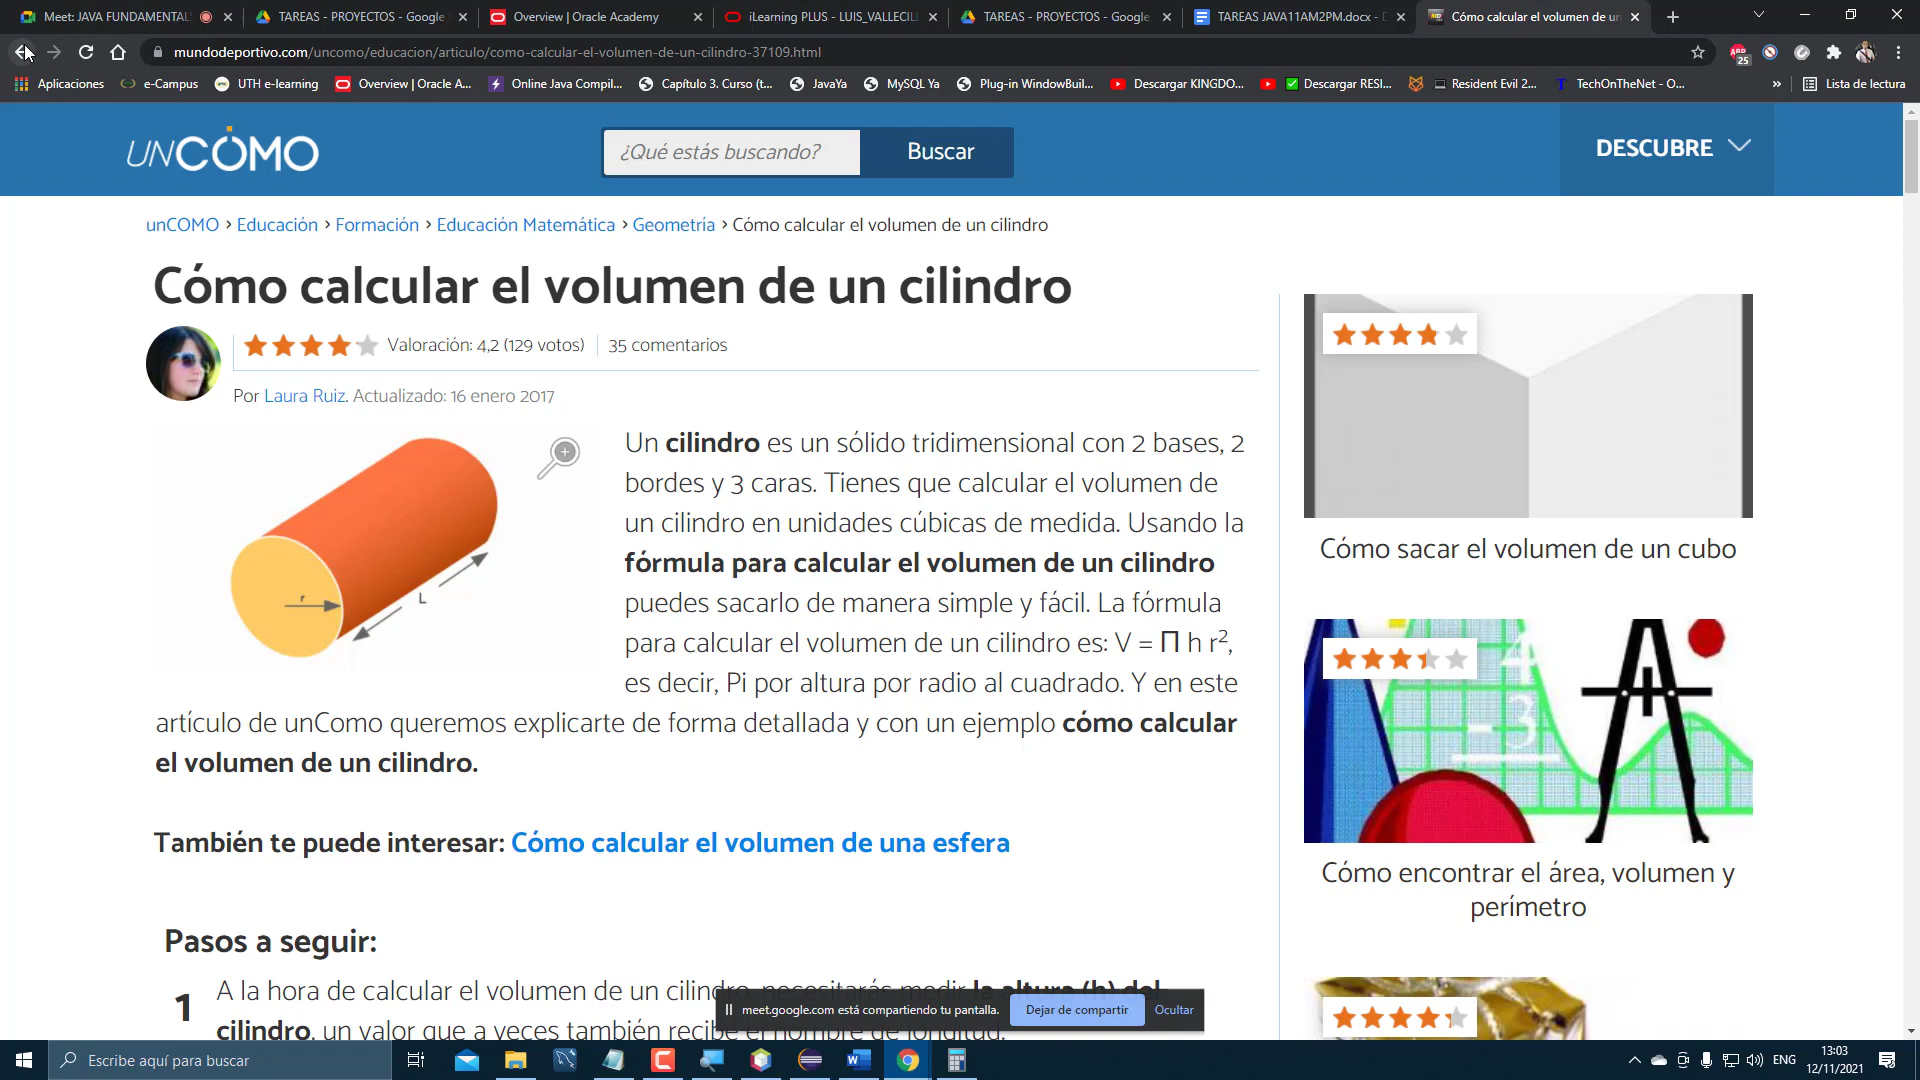 Meet: JAVA FUNDAMENTAL
TAREAS - PROYECTOS - Google
Overview | Oracle Academy
iLearning PLUS - LUIS_VALLECIL
TAREAS - PROYECTOS - Google
TAREAS JAVA11AM2PM.docx - D
Cómo calcular el volumen de un
mundodeportivo.com/uncomo/educacion/articulo/como-calcular-el-volumen-de-un-cilindro-37109.html
25
Aplicaciones
e-Campus
UTH e-learning
Overview | Oracle A...
Online Java Compil...
Capítulo 3. Curso (t...
JavaYa
MySQL Ya
Plug-in WindowBuil...
Descargar KINGDO...
Descargar RESI...
Resident Evil 2...
TechOnTheNet - O...
»
Lista de lectura
UNCÓMO
¿Qué estás buscando?
Buscar
DESCUBRE
unCOMO › Educación › Formación › Educación Matemática › Geometría › Cómo calcular el volumen de un cilindro
Cómo calcular el volumen de un cilindro
Valoración: 4,2 (129 votos)
35 comentarios
Por Laura Ruiz. Actualizado: 16 enero 2017
r
L
Un cilindro es un sólido tridimensional con 2 bases, 2
bordes y 3 caras. Tienes que calcular el volumen de
un cilindro en unidades cúbicas de medida. Usando la
fórmula para calcular el volumen de un cilindro
puedes sacarlo de manera simple y fácil. La fórmula
para calcular el volumen de un cilindro es: V = Π h r²,
es decir, Pi por altura por radio al cuadrado. Y en este
artículo de unComo queremos explicarte de forma detallada y con un ejemplo cómo calcular
el volumen de un cilindro.
También te puede interesar: Cómo calcular el volumen de una esfera
Pasos a seguir:
1
A la hora de calcular el volumen de un cilindro, necesitarás medir la altura (h) del
cilindro, un valor que a veces también recibe el nombre de longitud.
Cómo sacar el volumen de un cubo
4
-3
Cómo encontrar el área, volumen y
perímetro
meet.google.com está compartiendo tu pantalla.
Dejar de compartir
Ocultar
Escribe aquí para buscar
ENG
13:03
12/11/2021